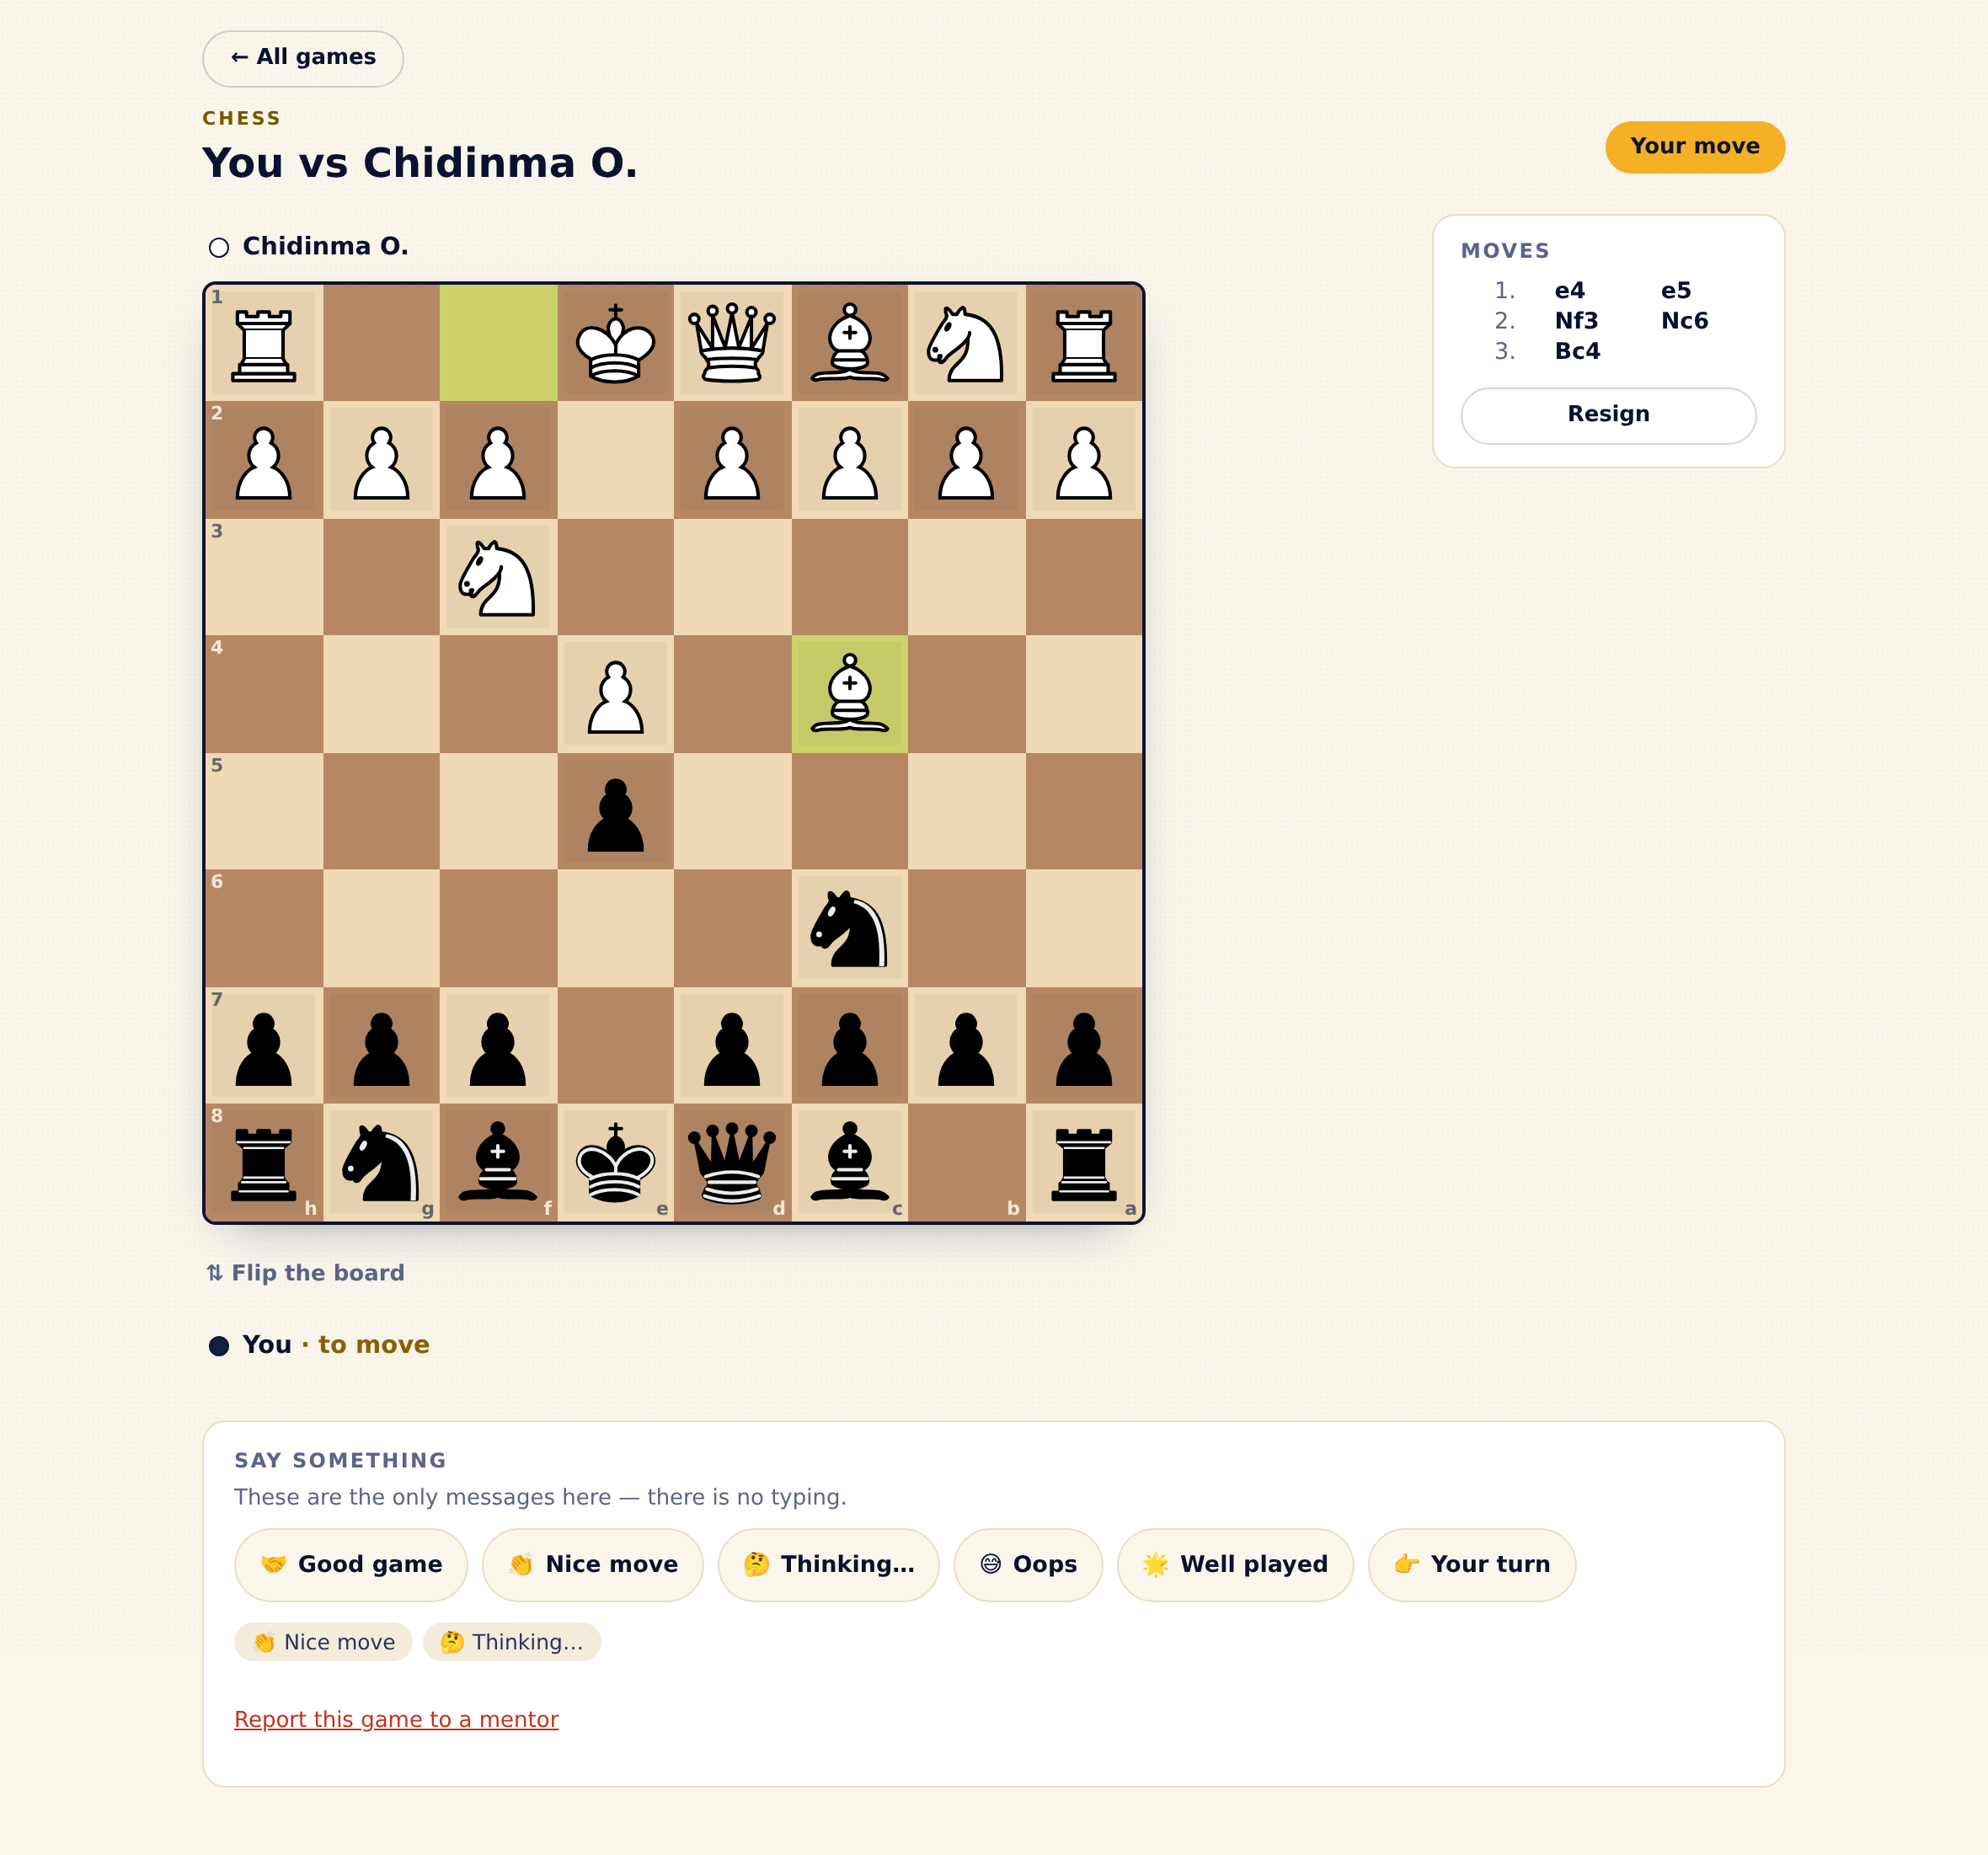 ← All games
CHESS
You vs Chidinma O.
Your move
○ Chidinma O.
MOVES
1. e4 e5
2. Nf3 Nc6
3. Bc4
Resign
1
2
3
4
5
6
7
8
h g f e d c b a
⇅ Flip the board
● You · to move
SAY SOMETHING
These are the only messages here — there is no typing.
🤝 Good game 👏 Nice move 🤔 Thinking… 😅 Oops 🌟 Well played 👉 Your turn
👏 Nice move 🤔 Thinking…
Report this game to a mentor